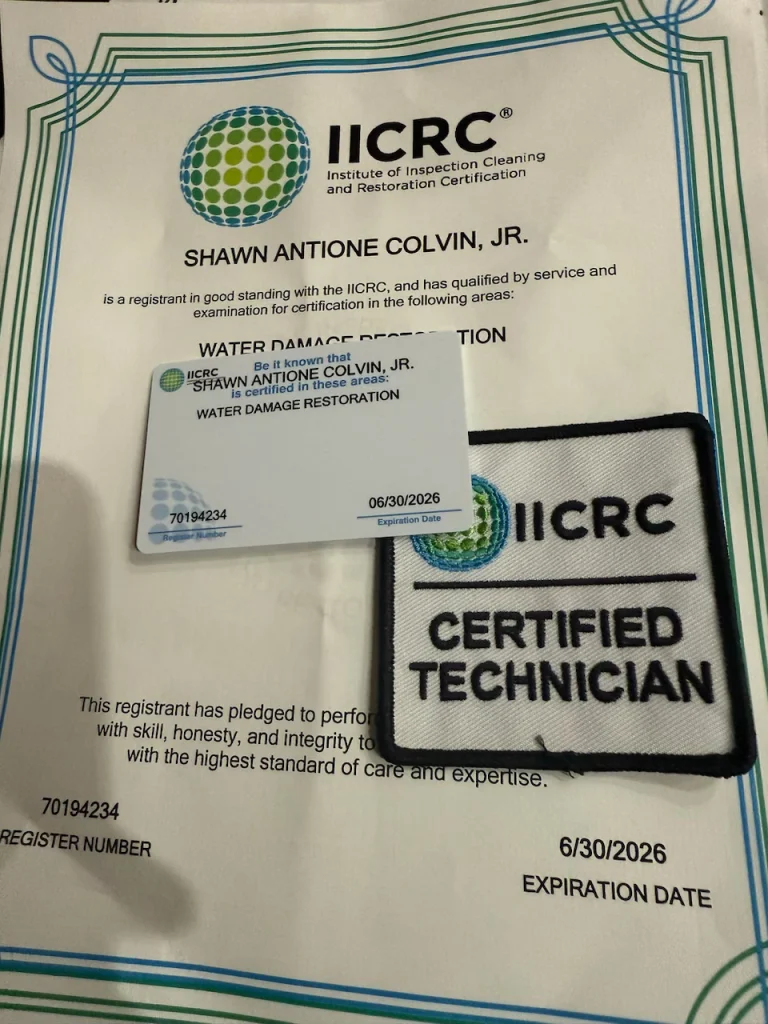 IICRC®
Institute of Inspection Cleaning
and Restoration Certification
SHAWN ANTIONE COLVIN, JR.
is a registrant in good standing with the IICRC, and has qualified by service and
examination for certification in the following areas:
WATER DAMAGE RESTORATION
IICRC
Be it known that
SHAWN ANTIONE COLVIN, JR.
is certified in these areas:
WATER DAMAGE RESTORATION
70194234
Register Number
06/30/2026
Expiration Date
IICRC
CERTIFIED
TECHNICIAN
This registrant has pledged to
with skill, honesty, and integrity to
with the highest standard of care and expertise.
70194234
REGISTER NUMBER
6/30/2026
EXPIRATION DATE